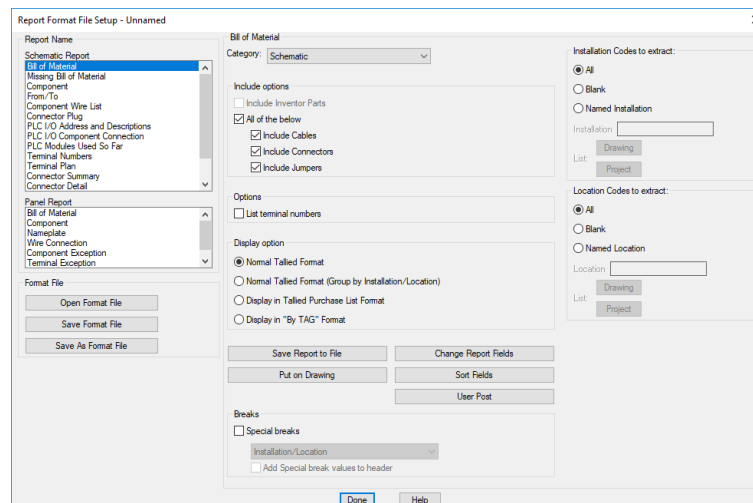 Report Format File Setup - Unnamed
Report Name
Schematic Report
Bill of Material
Missing Bill of Material
Component
From/To
Component Wire List
Connector Plug
PLC I/O Address and Descriptions
PLC I/O Component Connection
PLC Modules Used So Far
Terminal Numbers
Terminal Plan
Connector Summary
Connector Detail
Panel Report
Bill of Material
Component
Nameplate
Wire Connection
Component Exception
Terminal Exception
Format File
Open Format File
Save Format File
Save As Format File
Bill of Material
Category: Schematic
Include options
Include Inventor Parts
All of the below
Include Cables
Include Connectors
Include Jumpers
Options
List terminal numbers
Display option
Normal Tallied Format
Normal Tallied Format (Group by Installation/Location)
Display in Tallied Purchase List Format
Display in "By TAG" Format
Save Report to File Change Report Fields
Put on Drawing Sort Fields
User Post
Breaks
Special breaks
Installation/Location
Add Special break values to header
Installation Codes to extract:
All
Blank
Named Installation
Installation
Drawing
List:
Project
Location Codes to extract:
All
Blank
Named Location
Location
Drawing
List:
Project
Done Help